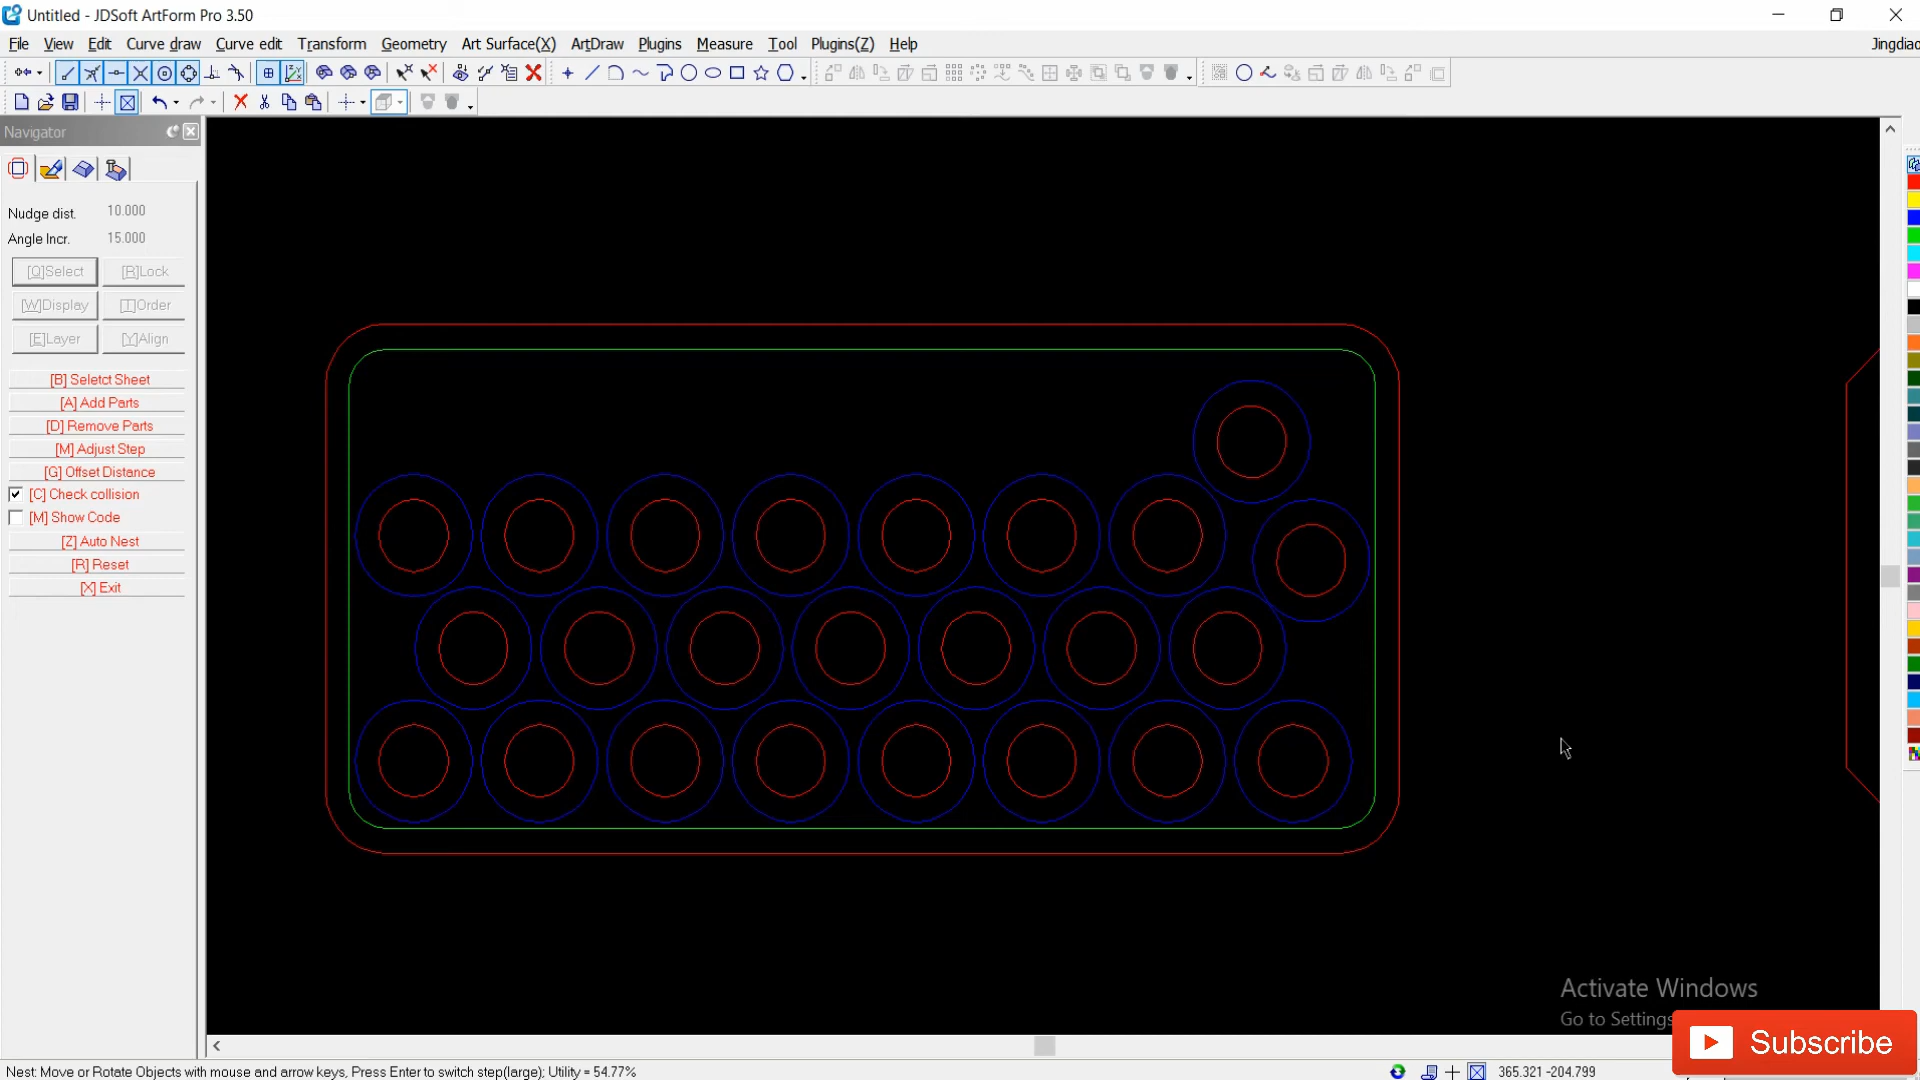 Untitled - JDSoft ArtForm Pro 3.50
File View Edit Curve draw Curve edit Transform Geometry Art Surface(X) ArtDraw Plugins Measure Tool Plugins(Z) Help Jingdiao
Navigator
Nudge dist. 10.000
Angle Incr. 15.000
[Q]Select [R]Lock
[W]Display [T]Order
[E]Layer [Y]Align
[B] Seletct Sheet
[A] Add Parts
[D] Remove Parts
[M] Adjust Step
[G] Offset Distance
[C] Check collision
[M] Show Code
[Z] Auto Nest
[R] Reset
[X] Exit
Activate Windows
Go to Settings
Subscribe
Nest: Move or Rotate Objects with mouse and arrow keys, Press Enter to switch step(large); Utility = 54.77% 365.321 -204.799